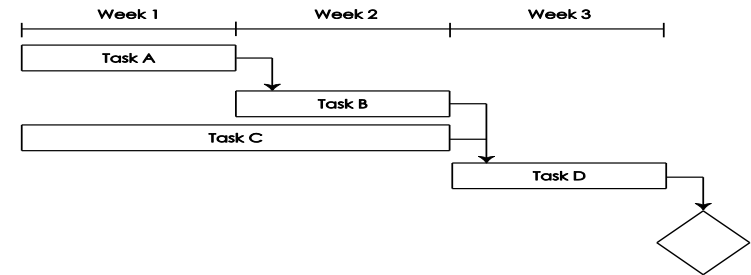 Week 1 Week 2 Week 3
Task A
Task B
Task C
Task D